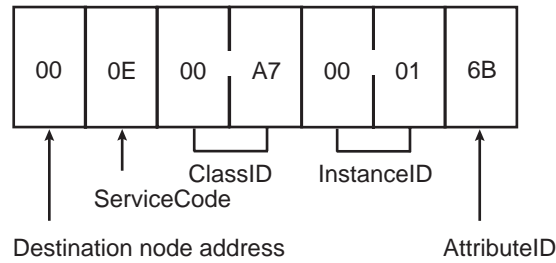 00 0E 00 A7 00 01 6B
ClassID InstanceID
ServiceCode
Destination node address AttributeID